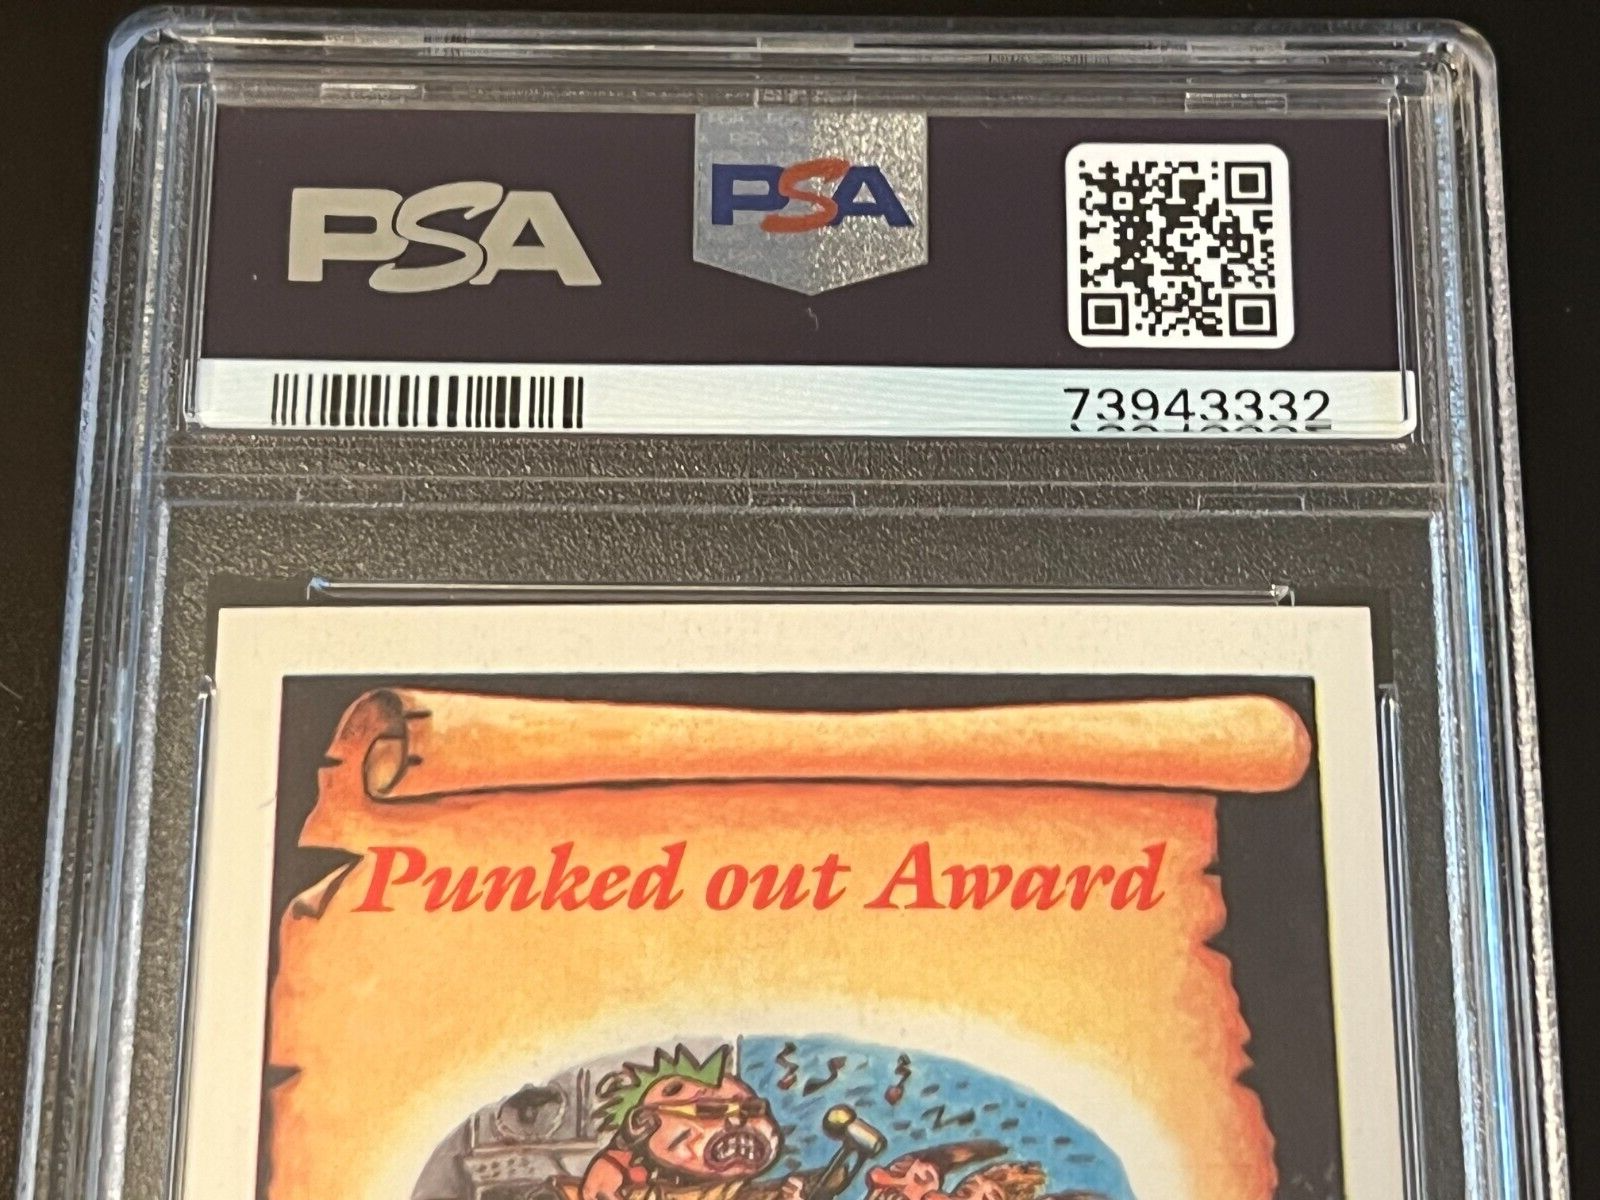 PSA
PSA
73943332
Punked out Award